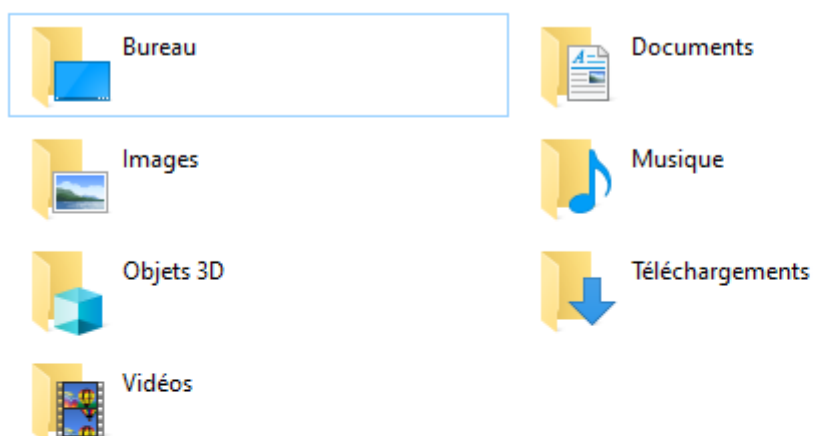 Bureau
Documents
Images
Musique
Objets 3D
Téléchargements
Vidéos